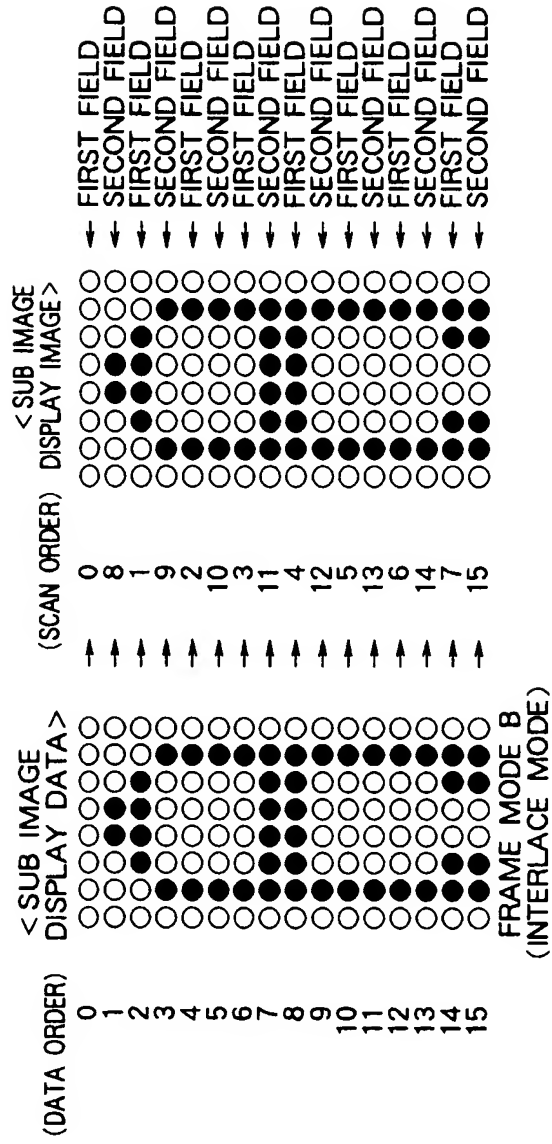 <SUB IMAGE <SUB IMAGE
(DATA ORDER) DISPLAY DATA> (SCAN ORDER) DISPLAY IMAGE>
0 → 0 ← FIRST FIELD
1 → 8 ← SECOND FIELD
2 → 1 ← FIRST FIELD
3 → 9 ← SECOND FIELD
4 → 2 ← FIRST FIELD
5 → 10 ← SECOND FIELD
6 → 3 ← FIRST FIELD
7 → 11 ← SECOND FIELD
8 → 4 ← FIRST FIELD
9 → 12 ← SECOND FIELD
10 → 5 ← FIRST FIELD
11 → 13 ← SECOND FIELD
12 → 6 ← FIRST FIELD
13 → 14 ← SECOND FIELD
14 → 7 ← FIRST FIELD
15 → 15 ← SECOND FIELD
FRAME MODE B
(INTERLACE MODE)